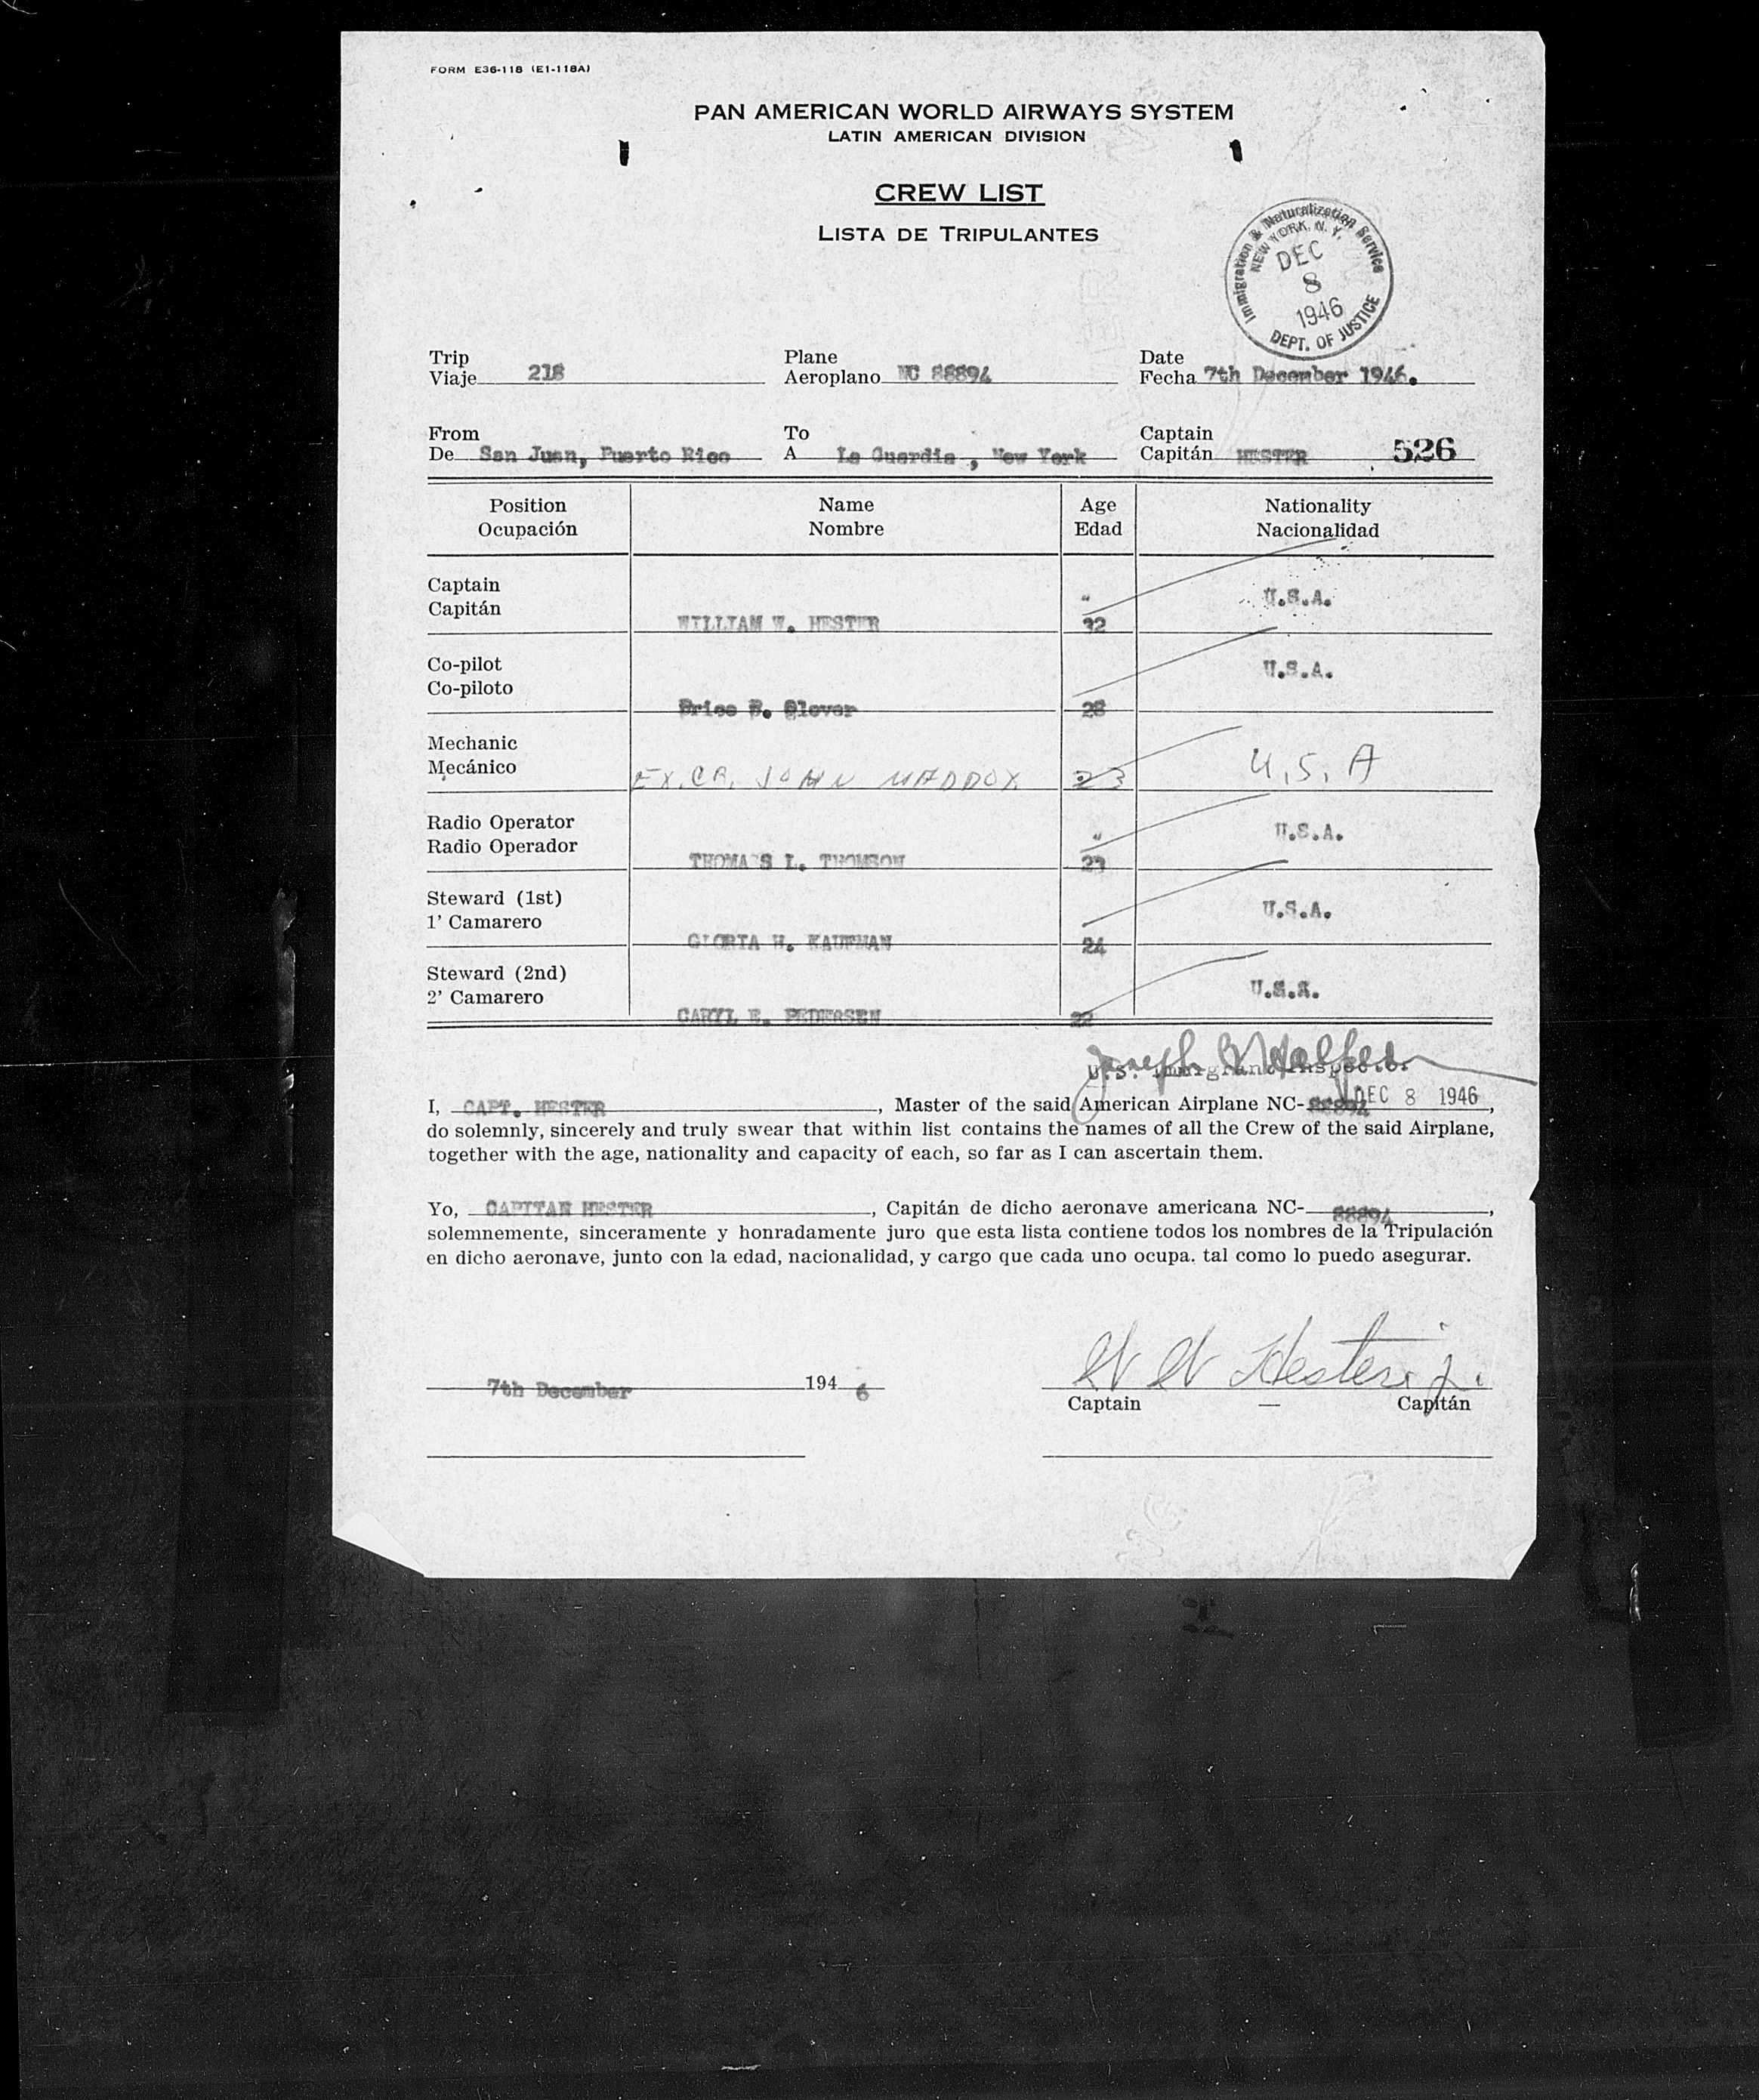 FORM E36-118 (E1-118A)
PAN AMERICAN WORLD AIRWAYS SYSTEM
LATIN AMERICAN DIVISION
CREW LIST
LISTA DE TRIPULANTES
Immigration & Naturalization Service
NEW YORK, N. Y.
DEC
8
1946
DEPT. OF JUSTICE
Trip Plane Date
Viaje 218 Aeroplano NC 88894 Fecha 7th December 1946.
From To Captain
De San Juan, Puerto Rico A La Guardia , New York Capitán HESTER 526
Position Name Age Nationality
Ocupación Nombre Edad Nacionalidad
Captain
Capitán U.S.A.
WILLIAM W. HESTER 32
Co-pilot U.S.A.
Co-piloto
B. Glover 28
Mechanic
Mecánico EX.CR. JOHN MADDOX 23 U.S.A
Radio Operator U.S.A.
Radio Operador
THOMA S L. THOMSON 23
Steward (1st) U.S.A.
1' Camarero
GLORIA W. KAUFMAN 24
Steward (2nd)
2' Camarero U.S.A.
CARYL E. PEDERSEN 22
Joseph
U.S. Immigrant Inspector
DEC 8 1946
I, CAPT. HESTER, Master of the said American Airplane NC-88894,
do solemnly, sincerely and truly swear that within list contains the names of all the Crew of the said Airplane,
together with the age, nationality and capacity of each, so far as I can ascertain them.
Yo, CAPITAN HESTER, Capitán de dicho aeronave americana NC-88894,
solemnemente, sinceramente y honradamente juro que esta lista contiene todos los nombres de la Tripulación
en dicho aeronave, junto con la edad, nacionalidad, y cargo que cada uno ocupa. tal como lo puedo asegurar.
7th December 194 6 W W Hester jr.
Captain — Capitán